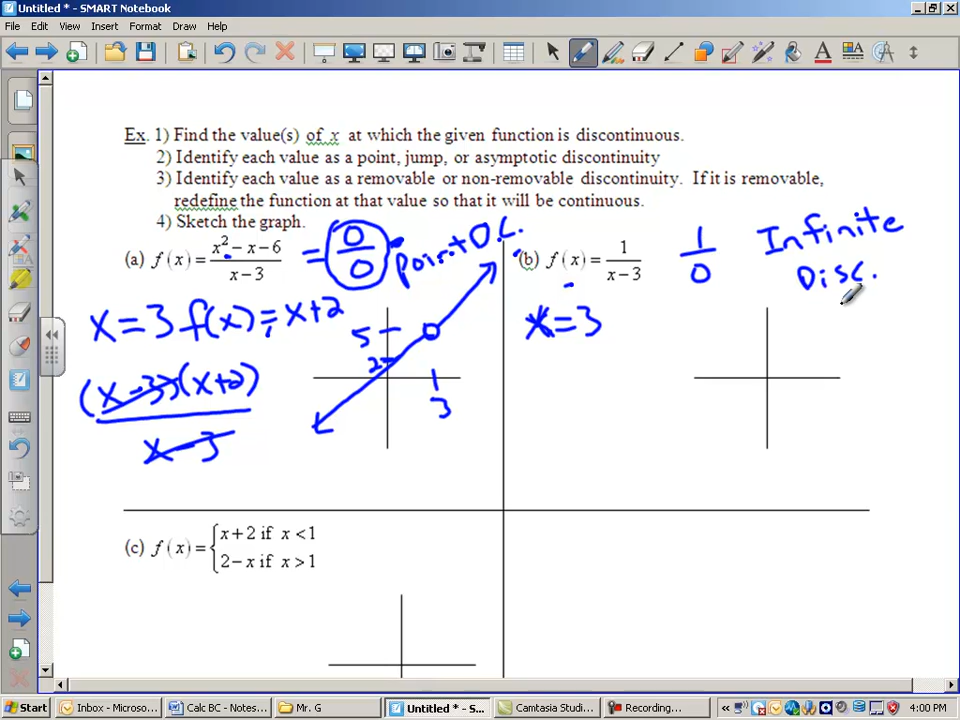 Untitled * - SMART Notebook
File Edit View Insert Format Draw Help
Ex. 1) Find the value(s) of x at which the given function is discontinuous.
2) Identify each value as a point, jump, or asymptotic discontinuity
3) Identify each value as a removable or non-removable discontinuity. If it is removable,
redefine the function at that value so that it will be continuous.
4) Sketch the graph.
(a) f(x) = (x² − x − 6)/(x − 3) = 0/0 point
x = 3 f(x) = x+2
(x−3)(x+2)
x−3
5
2
1
3
(b) f(x) = 1/(x − 3) 1/0 Infinite
Disc.
x = 3
(c) f(x) = { x + 2 if x < 1
2 − x if x > 1
Start Inbox - Microsof... Calc BC - Notes... Mr. G Untitled * - S... Camtasia Studi... Recording... 4:00 PM